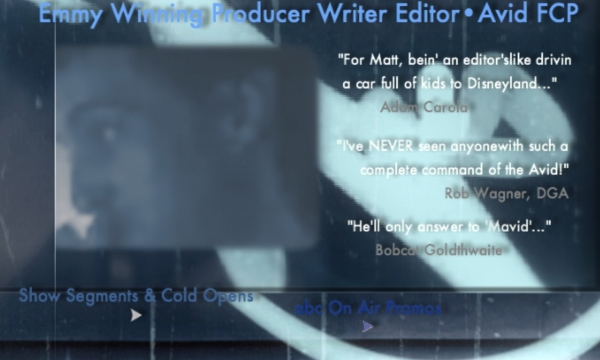 Emmy Winning Producer Writer Editor•Avid FCP
"For Matt, bein' an editor'slike drivin
a car full of kids to Disneyland..."
Adam Carolla
"I've NEVER seen anyonewith such a
complete command of the Avid!"
Rob Wagner, DGA
"He'll only answer to 'Mavid'..."
Bobcat Goldthwaite
Show Segments & Cold Opens
abc On Air Promos